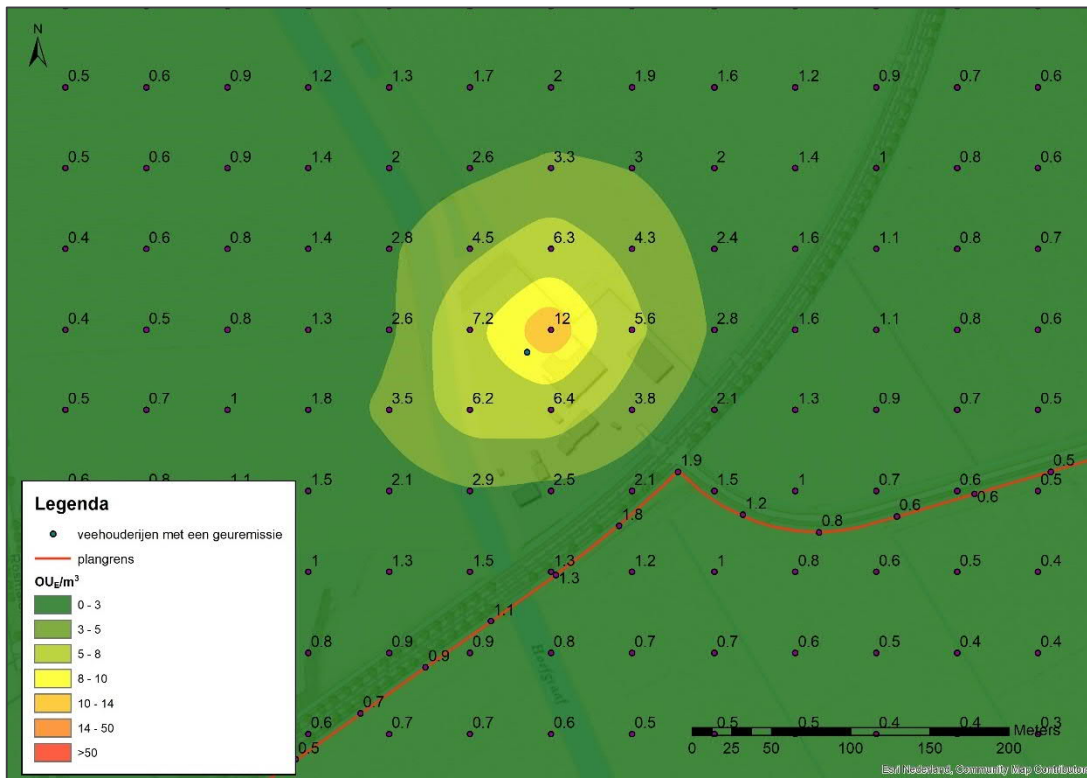 N
0.5 0.6 0.9 1.2 1.3 1.7 2 1.9 1.6 1.2 0.9 0.7 0.6
0.5 0.6 0.9 1.4 2 2.6 3.3 3 2 1.4 1 0.8 0.6
0.4 0.6 0.8 1.4 2.8 4.5 6.3 4.3 2.4 1.6 1.1 0.8 0.7
0.4 0.5 0.8 1.3 2.6 7.2 12 5.6 2.8 1.6 1.1 0.8 0.6
0.5 0.7 1 1.8 3.5 6.2 6.4 3.8 2.1 1.3 0.9 0.7 0.5
1.9 0.5
1.5 2.1 2.9 2.5 2.1 1.5 1 0.7 0.6 0.5
1.8 1.2 0.8 0.6 0.6
1 1.3 1.5 1.3 1.2 1 0.8 0.6 0.5 0.4
1.3
1.1
0.8 0.9 0.9 0.8 0.7 0.7 0.6 0.5 0.4 0.4
0.9
Hoofgraaf
0.7
0.6 0.7 0.7 0.6 0.5 0.5 0.5 0.4 0.4 0.3
0.5
Legenda
veehouderijen met een geuremissie
plangrens
OU_E/m³
0 - 3
3 - 5
5 - 8
8 - 10
10 - 14
14 - 50
>50
Meters
0 25 50 100 150 200
Esri Nederland, Community Map Contributor